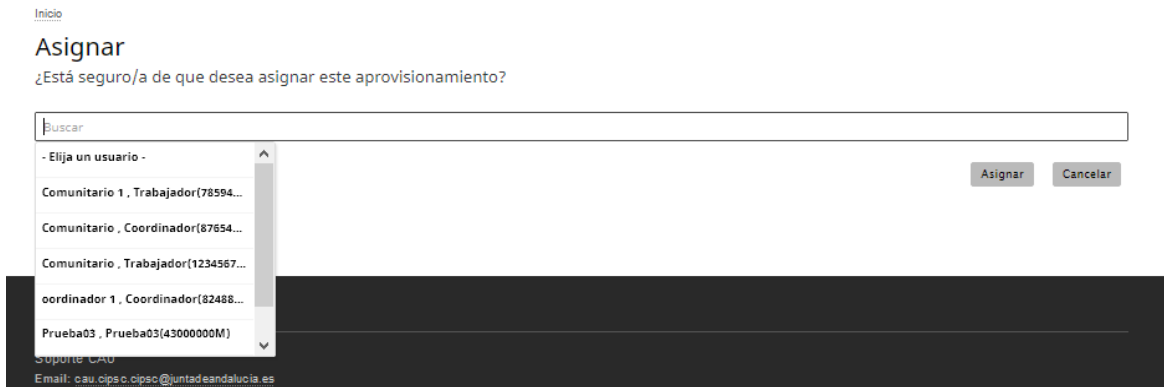 Inicio
Asignar
¿Está seguro/a de que desea asignar este aprovisionamiento?
Buscar
- Elija un usuario -
Comunitario 1 , Trabajador(78594...
Comunitario , Coordinador(87654...
Comunitario , Trabajador(1234567...
oordinador 1 , Coordinador(82488...
Prueba03 , Prueba03(43000000M)
Asignar Cancelar
Soporte CAU
Email: cau.cipsc.cipsc@juntadeandalucia.es